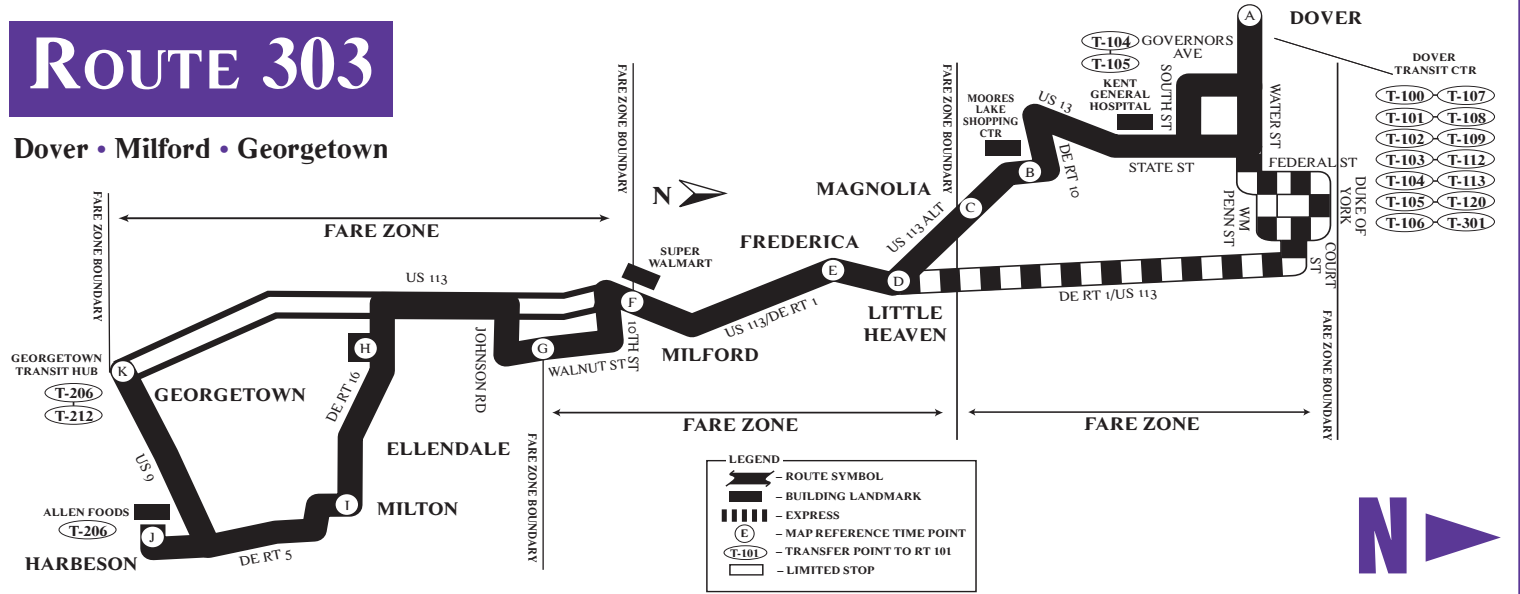 ROUTE 303
Dover • Milford • Georgetown
A
DOVER
T-104
T-105
GOVERNORS
AVE
DOVER
TRANSIT CTR
T-100
T-107
T-101
T-108
T-102
T-109
T-103
T-112
T-104
T-113
T-105
T-120
T-106
T-301
KENT
GENERAL
HOSPITAL
SOUTH ST
WATER ST
STATE ST
FEDERAL ST
WM
PENN ST
DUKE OF
YORK
COURT
ST
MOORES
LAKE
SHOPPING
CTR
US 13
DE RT 10
B
FARE ZONE BOUNDARY
FARE ZONE BOUNDARY
FARE ZONE BOUNDARY
MAGNOLIA
C
US 113 ALT
N
FREDERICA
E
D
LITTLE
HEAVEN
DE RT 1/US 113
FARE ZONE BOUNDARY
FARE ZONE
SUPER
WALMART
US 113
F
US 113/DE RT 1
MILFORD
10TH ST
WALNUT ST
G
JOHNSON RD
H
DE RT 16
GEORGETOWN
TRANSIT HUB
T-206
T-212
K
GEORGETOWN
FARE ZONE
FARE ZONE
ELLENDALE
FARE ZONE BOUNDARY
US 9
I
MILTON
ALLEN FOODS
T-206
J
HARBESON
DE RT 5
LEGEND
– ROUTE SYMBOL
– BUILDING LANDMARK
– EXPRESS
E – MAP REFERENCE TIME POINT
T-101 – TRANSFER POINT TO RT 101
– LIMITED STOP
N